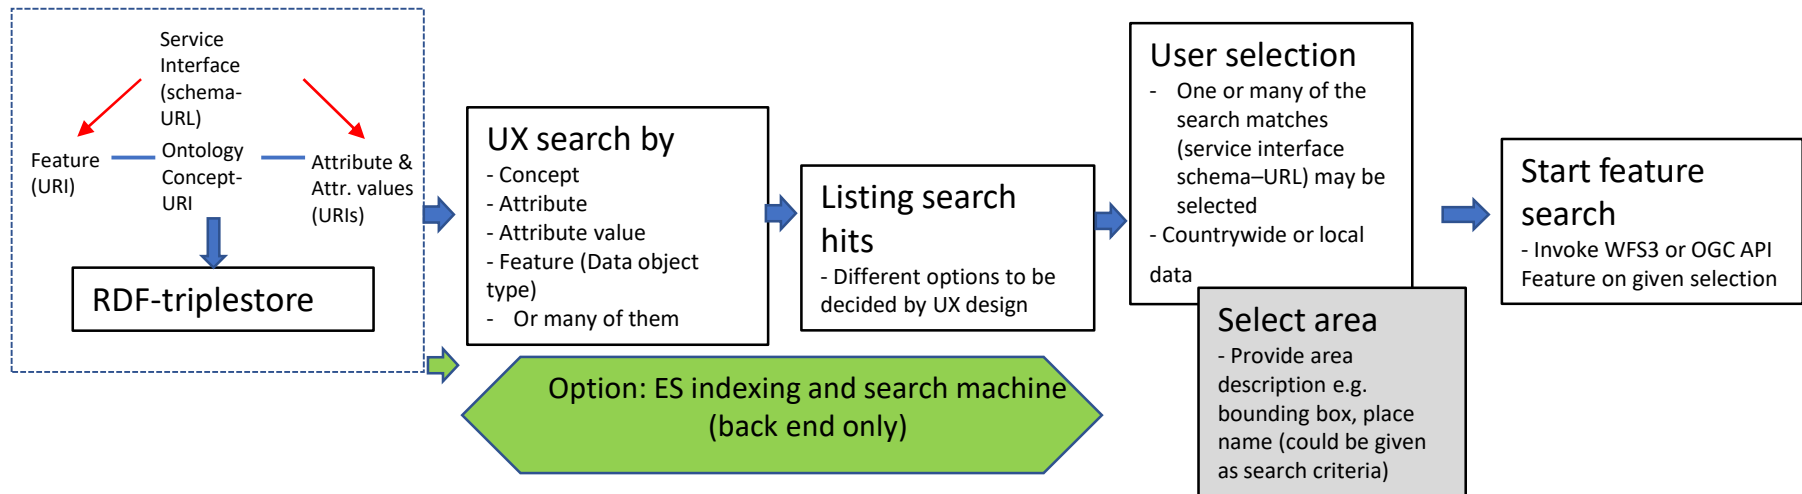 Service
Interface
(schema-
URL)
Feature
(URI)
Ontology
Concept-
URI
Attribute &
Attr. values
(URIs)
RDF-triplestore
UX search by
- Concept
- Attribute
- Attribute value
- Feature (Data object
type)
- Or many of them
Listing search
hits
- Different options to be
decided by UX design
User selection
- One or many of the
search matches
(service interface
schema–URL) may be
selected
- Countrywide or local
data
Select area
- Provide area
description e.g.
bounding box, place
name (could be given
as search criteria)
Start feature
search
- Invoke WFS3 or OGC API
Feature on given selection
Option: ES indexing and search machine
(back end only)